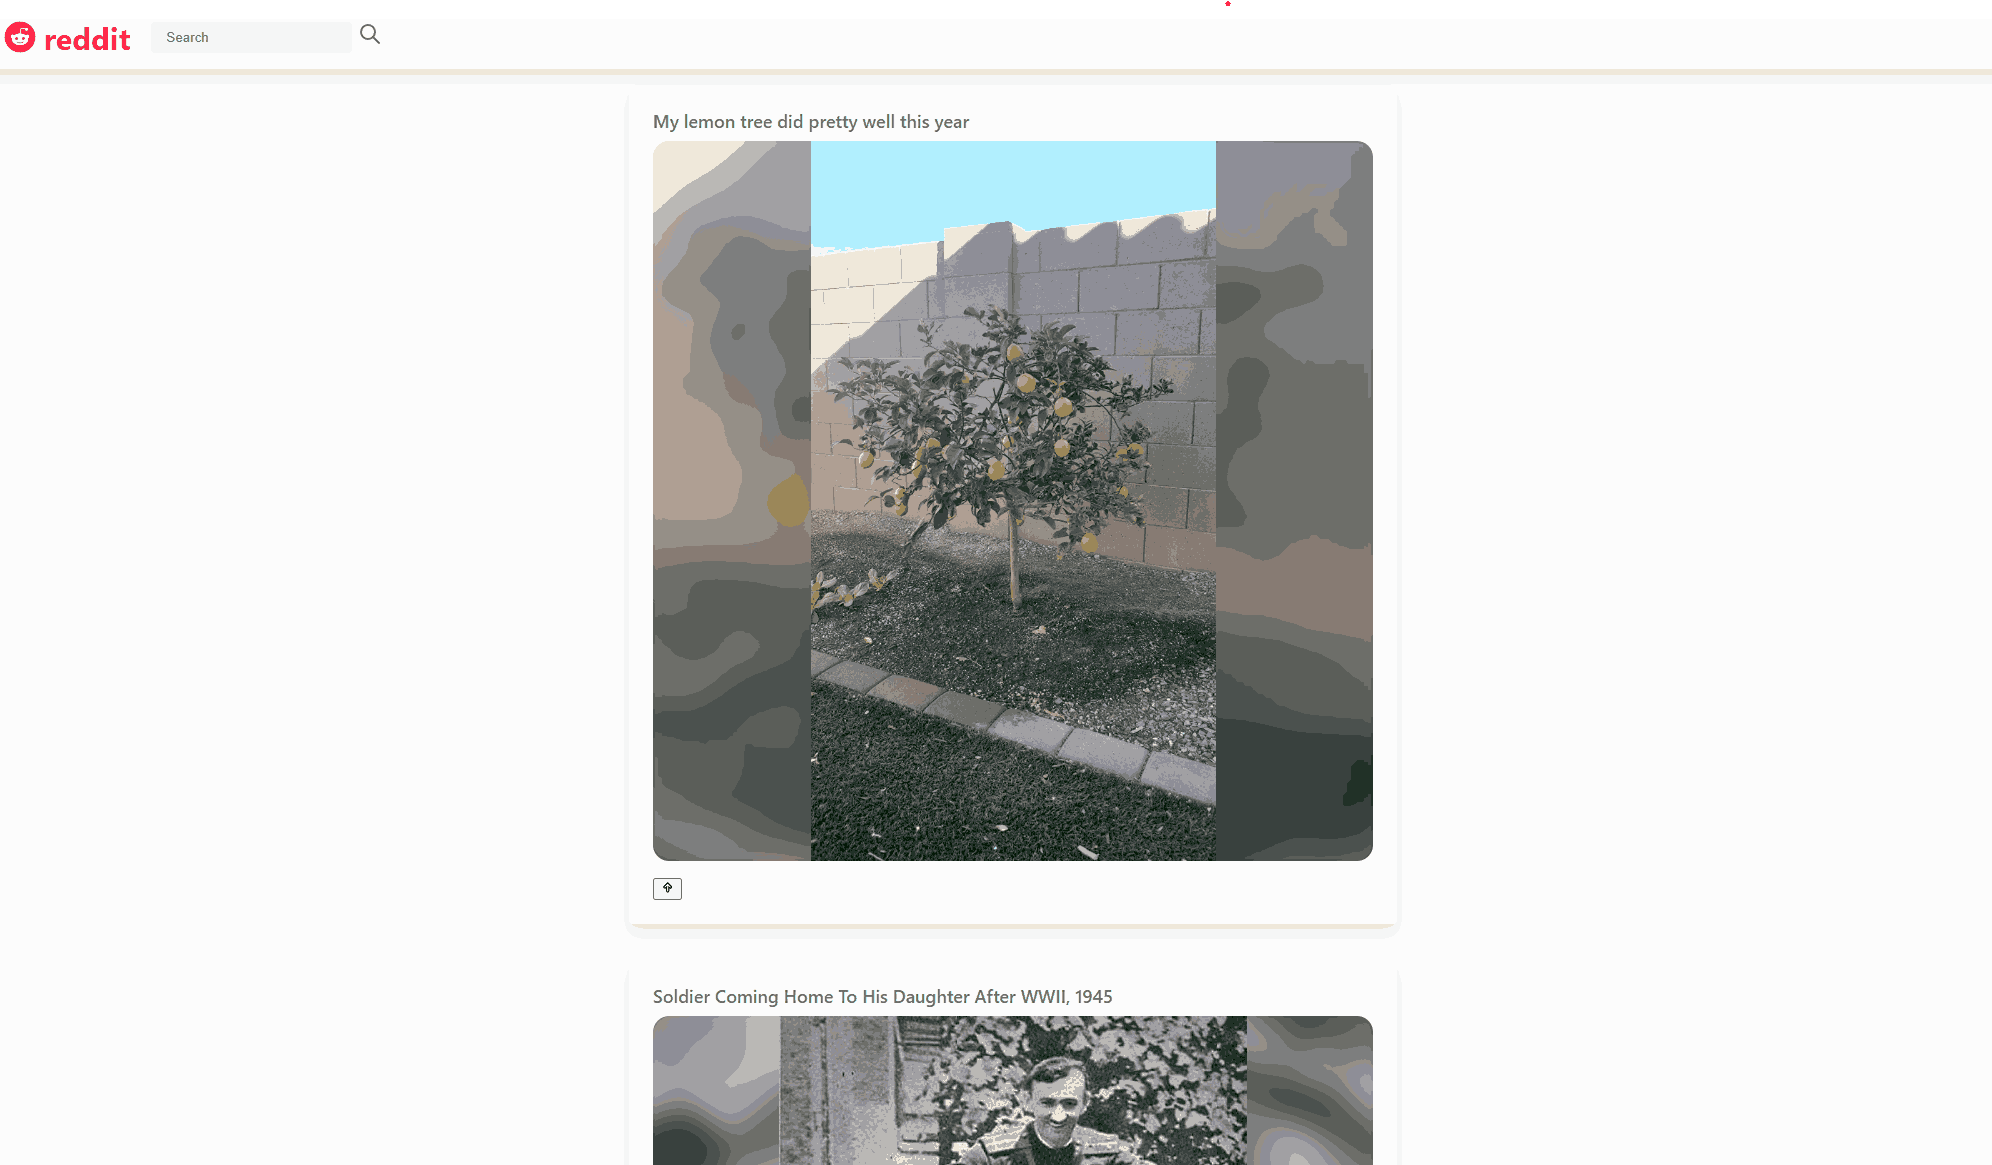 reddit
Search
My lemon tree did pretty well this year
Soldier Coming Home To His Daughter After WWII, 1945